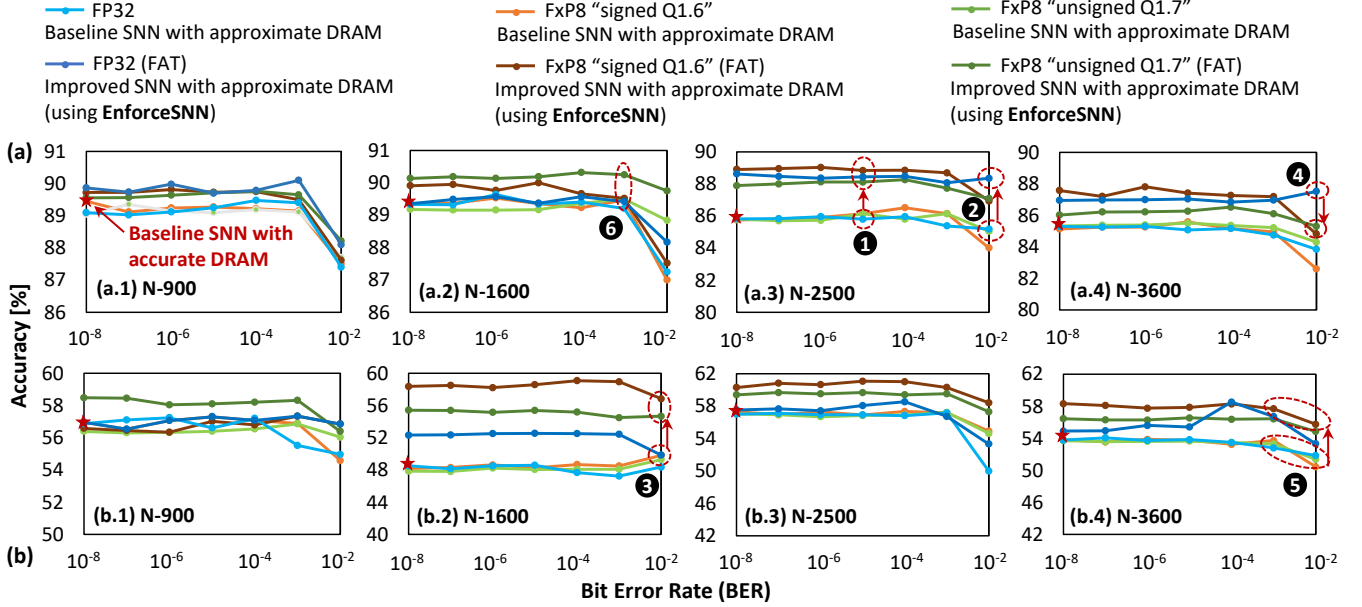 FP32
Baseline SNN with approximate DRAM
FP32 (FAT)
Improved SNN with approximate DRAM
(using EnforceSNN)
FxP8 “signed Q1.6”
Baseline SNN with approximate DRAM
FxP8 “signed Q1.6” (FAT)
Improved SNN with approximate DRAM
(using EnforceSNN)
FxP8 “unsigned Q1.7”
Baseline SNN with approximate DRAM
FxP8 “unsigned Q1.7” (FAT)
Improved SNN with approximate DRAM
(using EnforceSNN)
(a)
Accuracy [%]
91
90
89
88
87
86
Baseline SNN with
accurate DRAM
(a.1) N-900
10⁻⁸ 10⁻⁶ 10⁻⁴ 10⁻²
91
90
89
88
87
86
6
(a.2) N-1600
10⁻⁸ 10⁻⁶ 10⁻⁴ 10⁻²
90
88
86
84
82
80
1
2
(a.3) N-2500
10⁻⁸ 10⁻⁶ 10⁻⁴ 10⁻²
90
88
86
84
82
80
4
(a.4) N-3600
10⁻⁸ 10⁻⁶ 10⁻⁴ 10⁻²
(b)
60
58
56
54
52
50
(b.1) N-900
10⁻⁸ 10⁻⁶ 10⁻⁴ 10⁻²
60
56
52
48
44
40
3
(b.2) N-1600
10⁻⁸ 10⁻⁶ 10⁻⁴ 10⁻²
62
58
54
50
46
42
(b.3) N-2500
10⁻⁸ 10⁻⁶ 10⁻⁴ 10⁻²
62
58
54
50
46
42
5
(b.4) N-3600
10⁻⁸ 10⁻⁶ 10⁻⁴ 10⁻²
Bit Error Rate (BER)